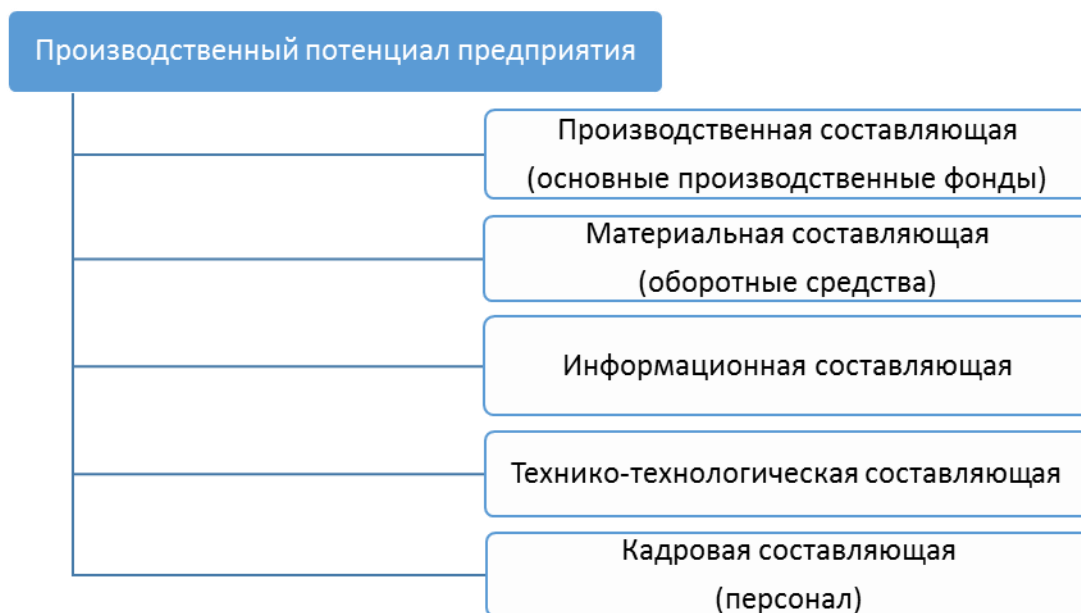 Производственный потенциал предприятия
Производственная составляющая
(основные производственные фонды)
Материальная составляющая
(оборотные средства)
Информационная составляющая
Технико-технологическая составляющая
Кадровая составляющая
(персонал)